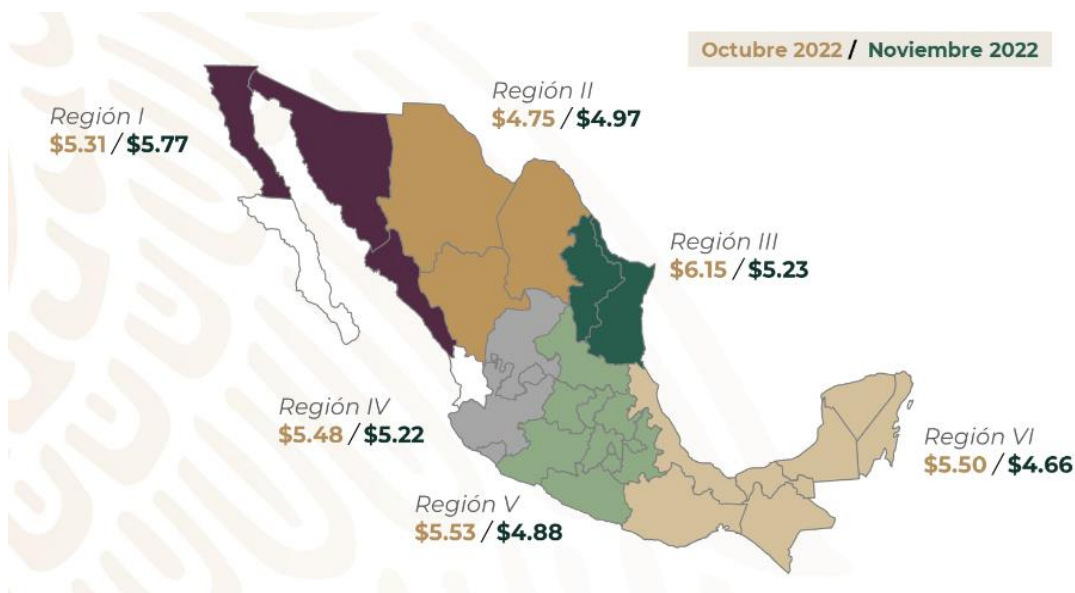 Octubre 2022 / Noviembre 2022
Región II
$4.75 / $4.97
Región I
$5.31 / $5.77
Región III
$6.15 / $5.23
Región IV
$5.48 / $5.22
Región VI
$5.50 / $4.66
Región V
$5.53 / $4.88